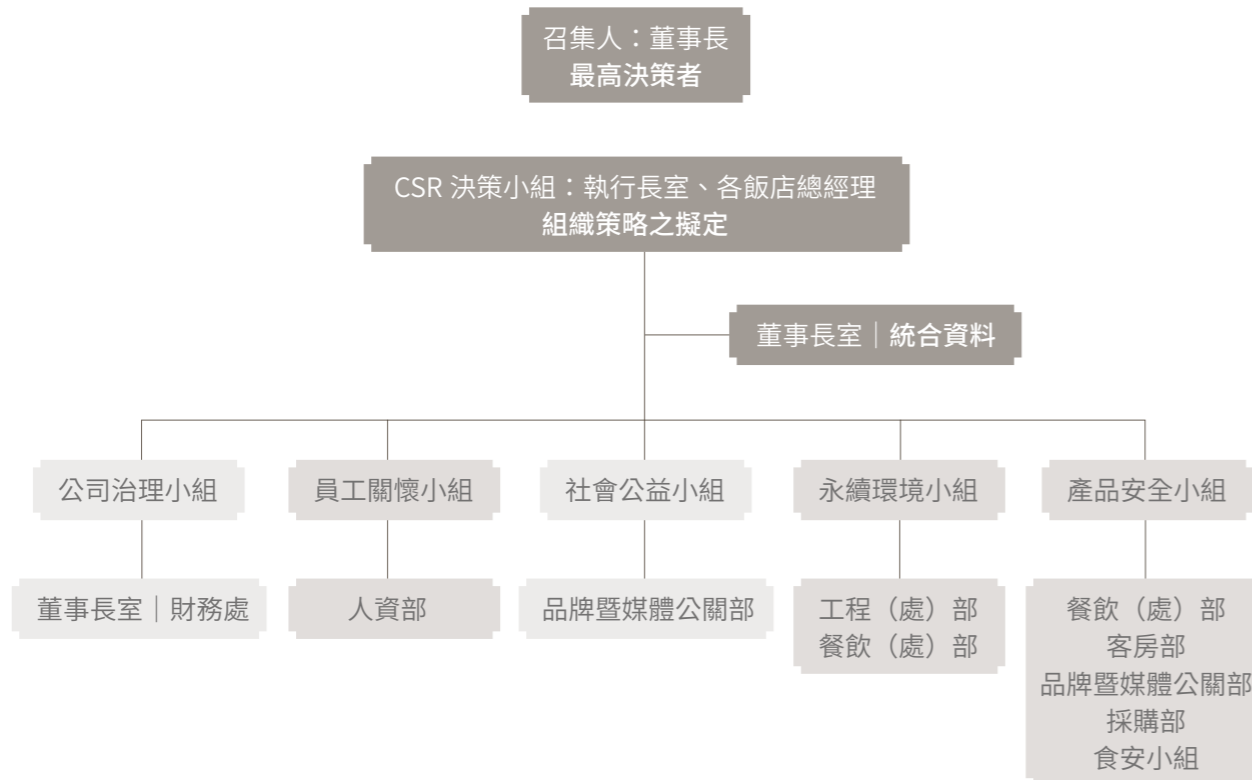 召集人：董事長
最高決策者
CSR 決策小組：執行長室、各飯店總經理
組織策略之擬定
董事長室｜統合資料
公司治理小組
員工關懷小組
社會公益小組
永續環境小組
產品安全小組
董事長室｜財務處
人資部
品牌暨媒體公關部
工程（處）部
餐飲（處）部
餐飲（處）部
客房部
品牌暨媒體公關部
採購部
食安小組